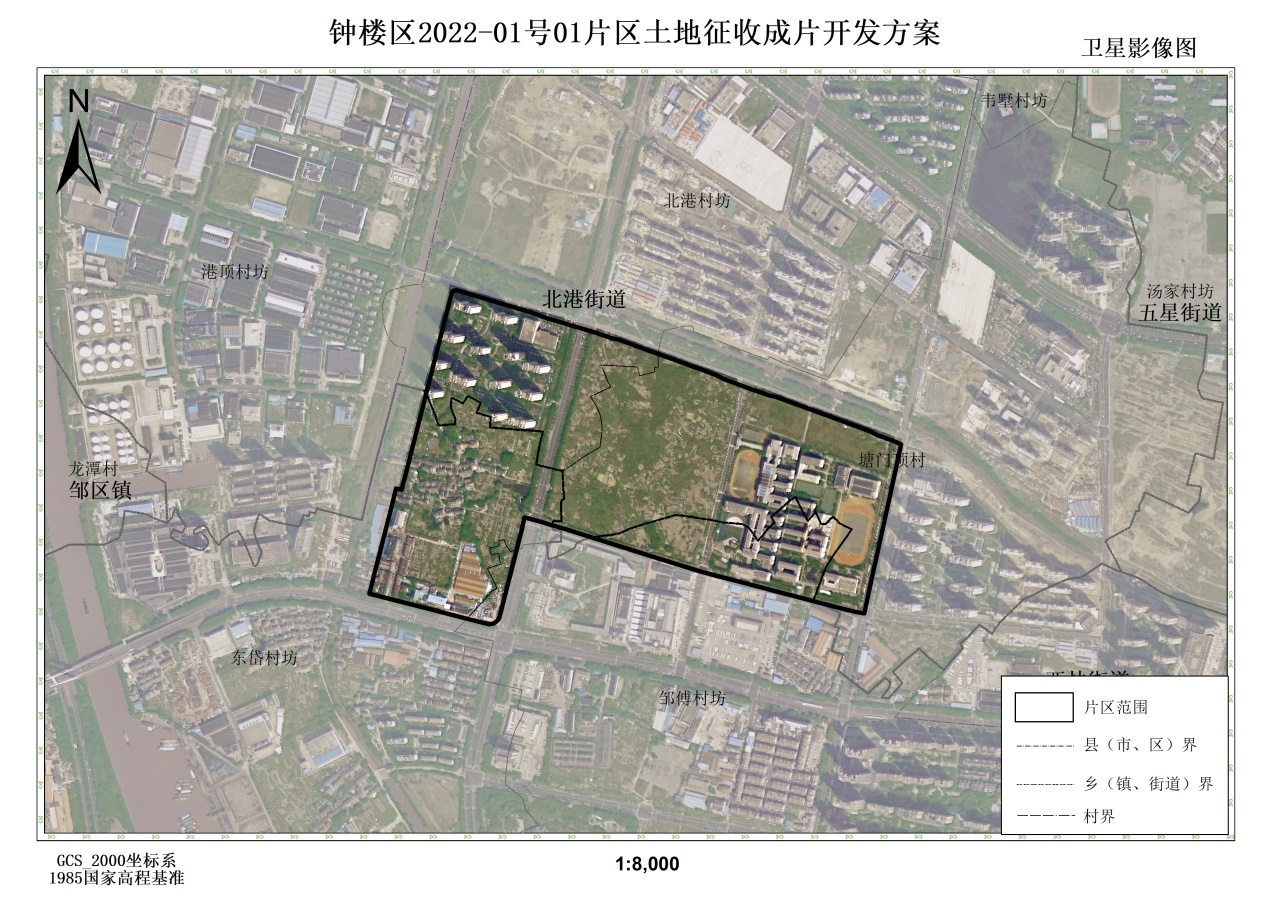 钟楼区2022-01号01片区土地征收成片开发方案
卫星影像图
N
韦墅村坊
北港村坊
港顶村坊
汤家村坊
北港街道
五星街道
塘门顶村
龙潭村
邹区镇
东岱村坊
邹傅村坊
片区范围
县（市、区）界
乡（镇、街道）界
村界
GCS_2000坐标系
1985国家高程基准
1:8,000